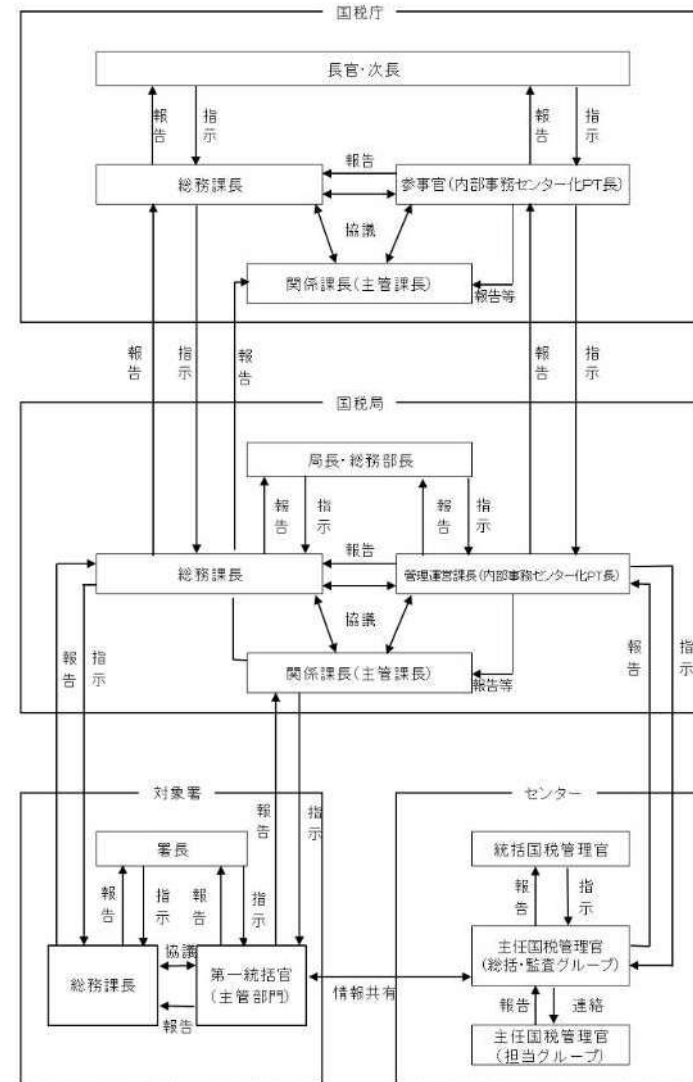 国税庁
長官・次長
報告
指示
報告
指示
総務課長
報告
参事官(内部事務センター化PT長)
協議
関係課長(主管課長)
報告等
報告
指示
報告
報告
指示
国税局
局長・総務部長
報告
指示
報告
指示
総務課長
報告
管理運営課長(内部事務センター化PT長)
協議
関係課長(主管課長)
報告等
報告
指示
報告
指示
対象署
報告
指示
センター
署長
報告
指示
報告
指示
統括国税管理官
報告
指示
総務課長
協議
報告
第一統括官
(主管部門)
情報共有
主任国税管理官
(総括・監査グループ)
報告
連絡
主任国税管理官
(担当グループ)